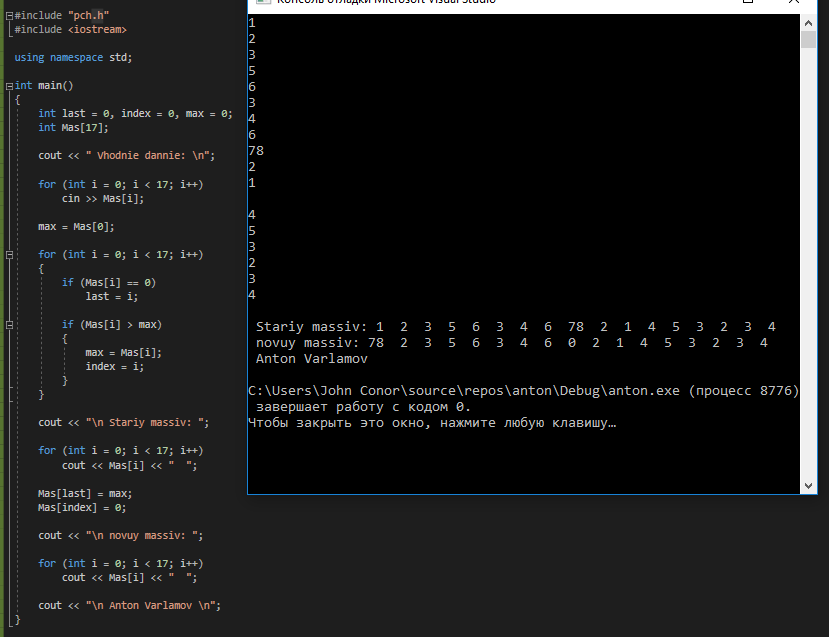 #include "pch.h"
#include <iostream>
using namespace std;
int main()
{
int last = 0, index = 0, max = 0;
int Mas[17];
cout << " Vhodnie dannie: \n";
for (int i = 0; i < 17; i++)
cin >> Mas[i];
max = Mas[0];
for (int i = 0; i < 17; i++)
{
if (Mas[i] == 0)
last = i;
if (Mas[i] > max)
{
max = Mas[i];
index = i;
}
}
cout << "\n Stariy massiv: ";
for (int i = 0; i < 17; i++)
cout << Mas[i] << "  ";
Mas[last] = max;
Mas[index] = 0;
cout << "\n novuy massiv: ";
for (int i = 0; i < 17; i++)
cout << Mas[i] << "  ";
cout << "\n Anton Varlamov \n";
}
Консоль отладки Microsoft Visual Studio
1
2
3
5
6
3
4
6
78
2
1
4
5
3
2
3
4
Stariy massiv: 1  2  3  5  6  3  4  6  78  2  1  4  5  3  2  3  4
novuy massiv: 78  2  3  5  6  3  4  6  0  2  1  4  5  3  2  3  4
Anton Varlamov
C:\Users\John Conor\source\repos\anton\Debug\anton.exe (процесс 8776)
завершает работу с кодом 0.
Чтобы закрыть это окно, нажмите любую клавишу…